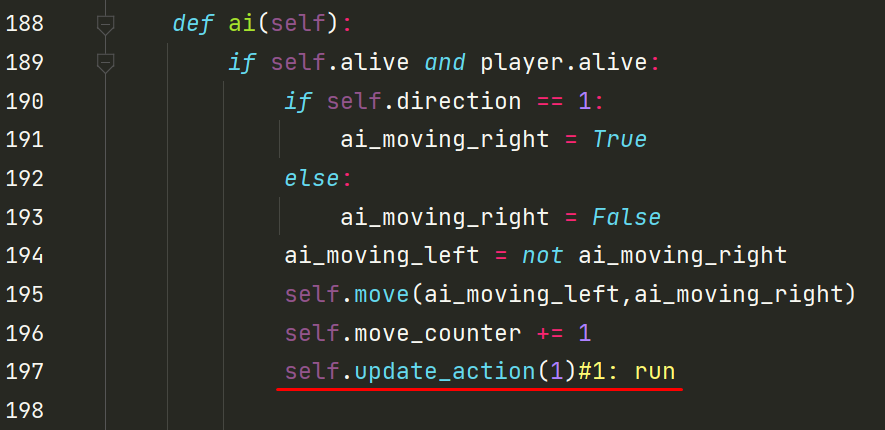 188 def ai(self):
189 if self.alive and player.alive:
190 if self.direction == 1:
191 ai_moving_right = True
192 else:
193 ai_moving_right = False
194 ai_moving_left = not ai_moving_right
195 self.move(ai_moving_left,ai_moving_right)
196 self.move_counter += 1
197 self.update_action(1)#1: run
198